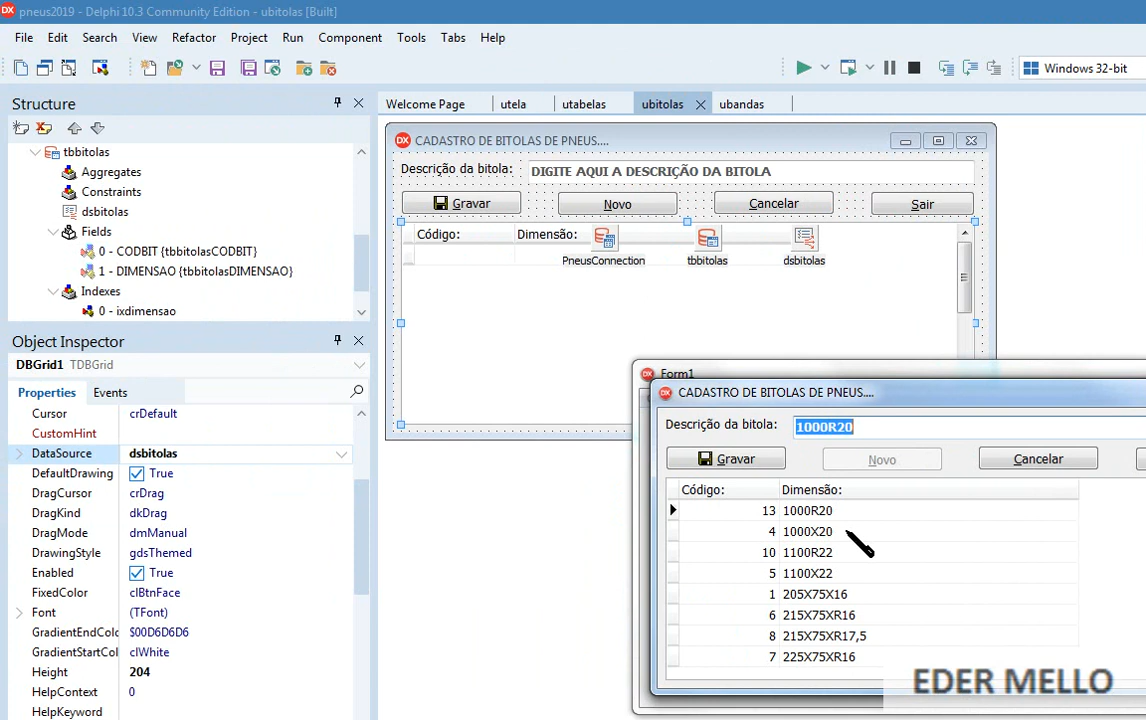 pneus2019 - Delphi 10.3 Community Edition - ubitolas [Built]
File Edit Search View Refactor Project Run Component Tools Tabs Help
Windows 32-bit
Structure
tbbitolas
Aggregates
Constraints
dsbitolas
Fields
0 - CODBIT {tbbitolasCODBIT}
1 - DIMENSAO {tbbitolasDIMENSAO}
Indexes
0 - ixdimensao
Object Inspector
DBGrid1 TDBGrid
Properties Events
Cursor crDefault
CustomHint
DataSource dsbitolas
DefaultDrawing True
DragCursor crDrag
DragKind dkDrag
DragMode dmManual
DrawingStyle gdsThemed
Enabled True
FixedColor clBtnFace
Font (TFont)
GradientEndColo $00D6D6D6
GradientStartCol clWhite
Height 204
HelpContext 0
HelpKeyword
Welcome Page utela utabelas ubitolas ubandas
CADASTRO DE BITOLAS DE PNEUS....
Descrição da bitola: DIGITE AQUI A DESCRIÇÃO DA BITOLA
Gravar Novo Cancelar Sair
Código: Dimensão:
PneusConnection tbbitolas dsbitolas
Form1
CADASTRO DE BITOLAS DE PNEUS....
Descrição da bitola: 1000R20
Gravar Novo Cancelar
Código: Dimensão:
13 1000R20
4 1000X20
10 1100R22
5 1100X22
1 205X75X16
6 215X75XR16
8 215X75XR17,5
7 225X75XR16
EDER MELLO